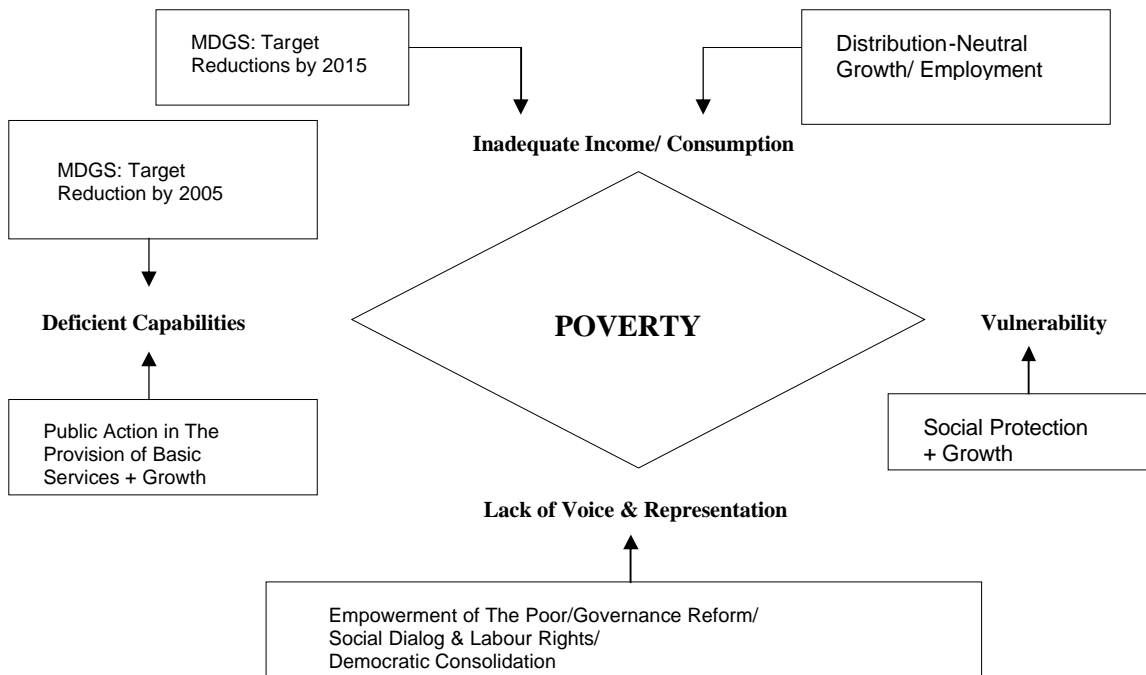 MDGS: Target
Reductions by 2015
Distribution-Neutral
Growth/ Employment
Inadequate Income/ Consumption
MDGS: Target
Reduction by 2005
Deficient Capabilities
POVERTY
Vulnerability
Public Action in The
Provision of Basic
Services + Growth
Social Protection
+ Growth
Lack of Voice & Representation
Empowerment of The Poor/Governance Reform/
Social Dialog & Labour Rights/
Democratic Consolidation